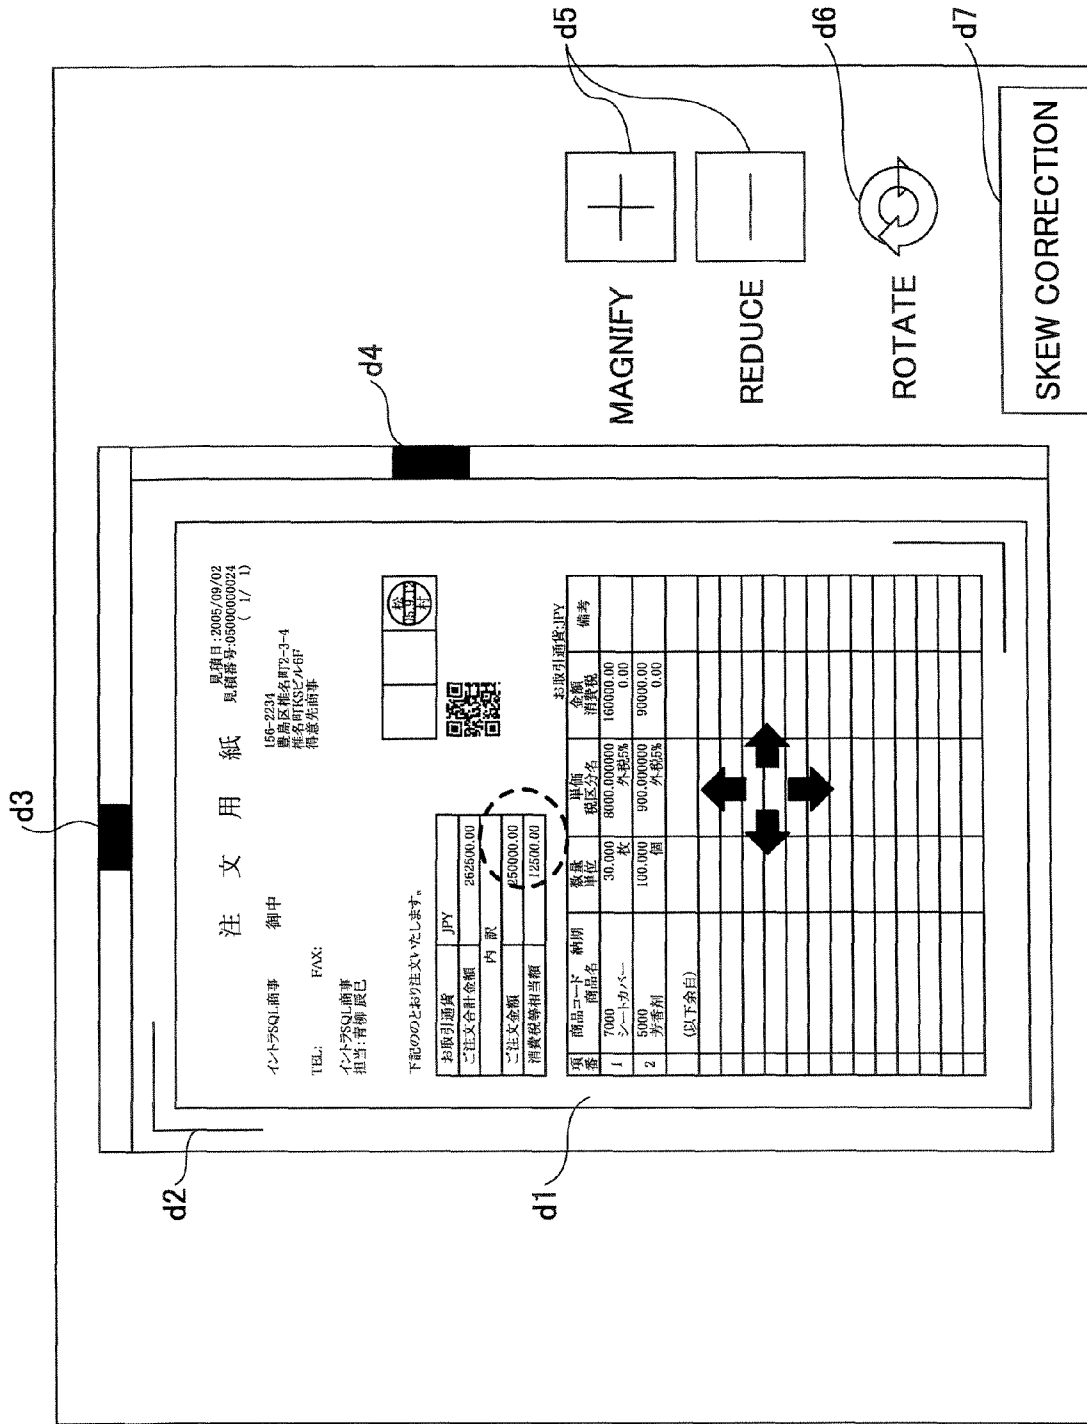 d3
d2
d4
d1
注 文 用 紙
見積日:2005/09/02
見積番号:05000000024
( 1/ 1)
イントラSQL商事 御中
156-2234
豊島区椎名町2-3-4
椎名町KSビル6F
得意先商事
TEL: FAX:
イントラSQL商事
担当:青柳 辰巳
松
村
下記ののとおり注文いたします。
お取引通貨 JPY
ご注文合計金額 262500.00
内 訳
ご注文金額 250000.00
消費税等相当額 12500.00
お取引通貨:JPY
項番 商品コード 商品名 納期 数量 単位 単価 税区分名 金額 消費税 備考
1 7000 30.000 8000.000000 160000.00
シートカバー 枚 外税5% 0.00
2 5000 100.000 900.000000 90000.00
芳香剤 個 外税5% 0.00
(以下余白)
MAGNIFY
d5
REDUCE
ROTATE
d6
SKEW CORRECTION
d7